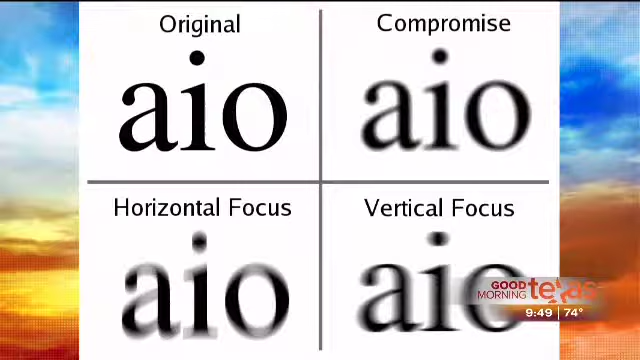 Original
aio
Compromise
aio
Horizontal Focus
aio
Vertical Focus
aio
GOOD
MORNING texas
9:49 74°